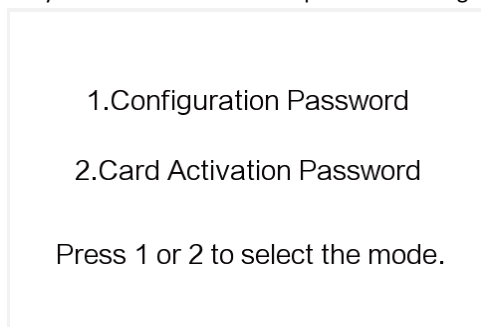 1.Configuration Password
2.Card Activation Password
Press 1 or 2 to select the mode.